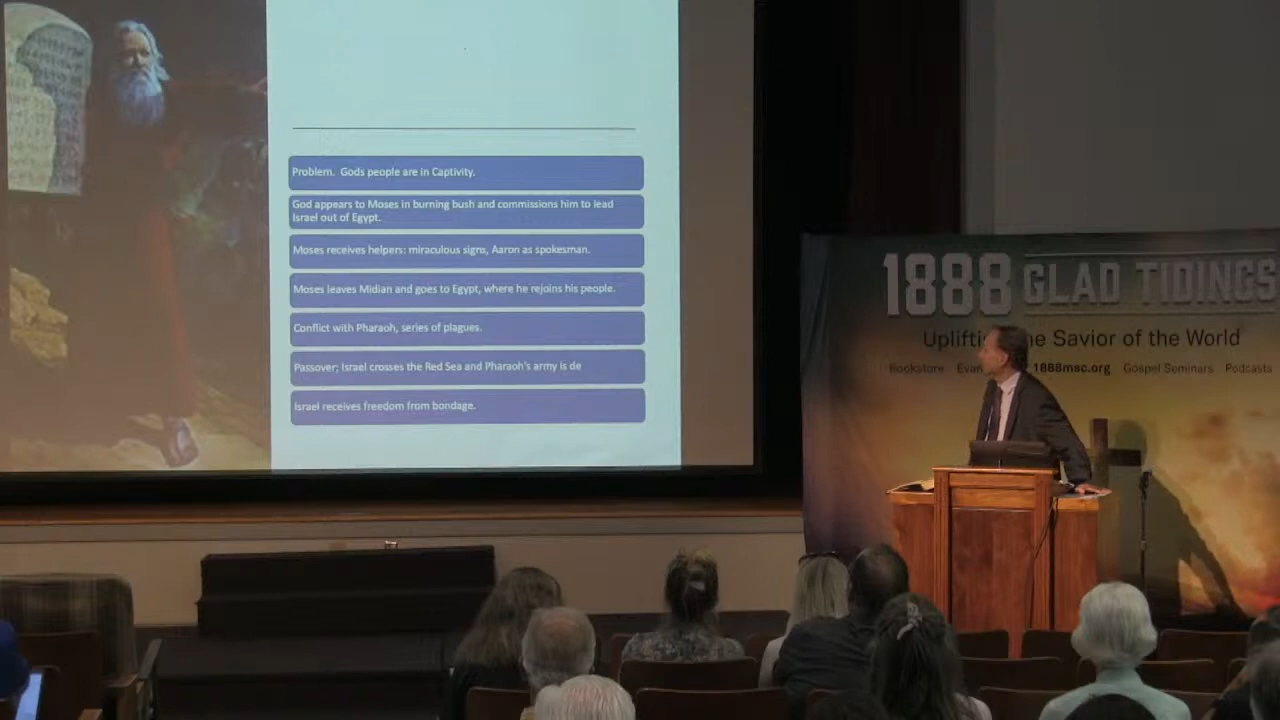 Problem.  Gods people are in Captivity.
God appears to Moses in burning bush and commissions him to lead
Israel out of Egypt.
Moses receives helpers: miraculous signs, Aaron as spokesman.
Moses leaves Midian and goes to Egypt, where he rejoins his people.
Conflict with Pharaoh, series of plagues.
Passover; Israel crosses the Red Sea and Pharaoh's army is de
Israel receives freedom from bondage.
1888 GLAD TIDINGS
Savior of the World
Bookstore 1888msc.org Gospel Seminars Podcasts